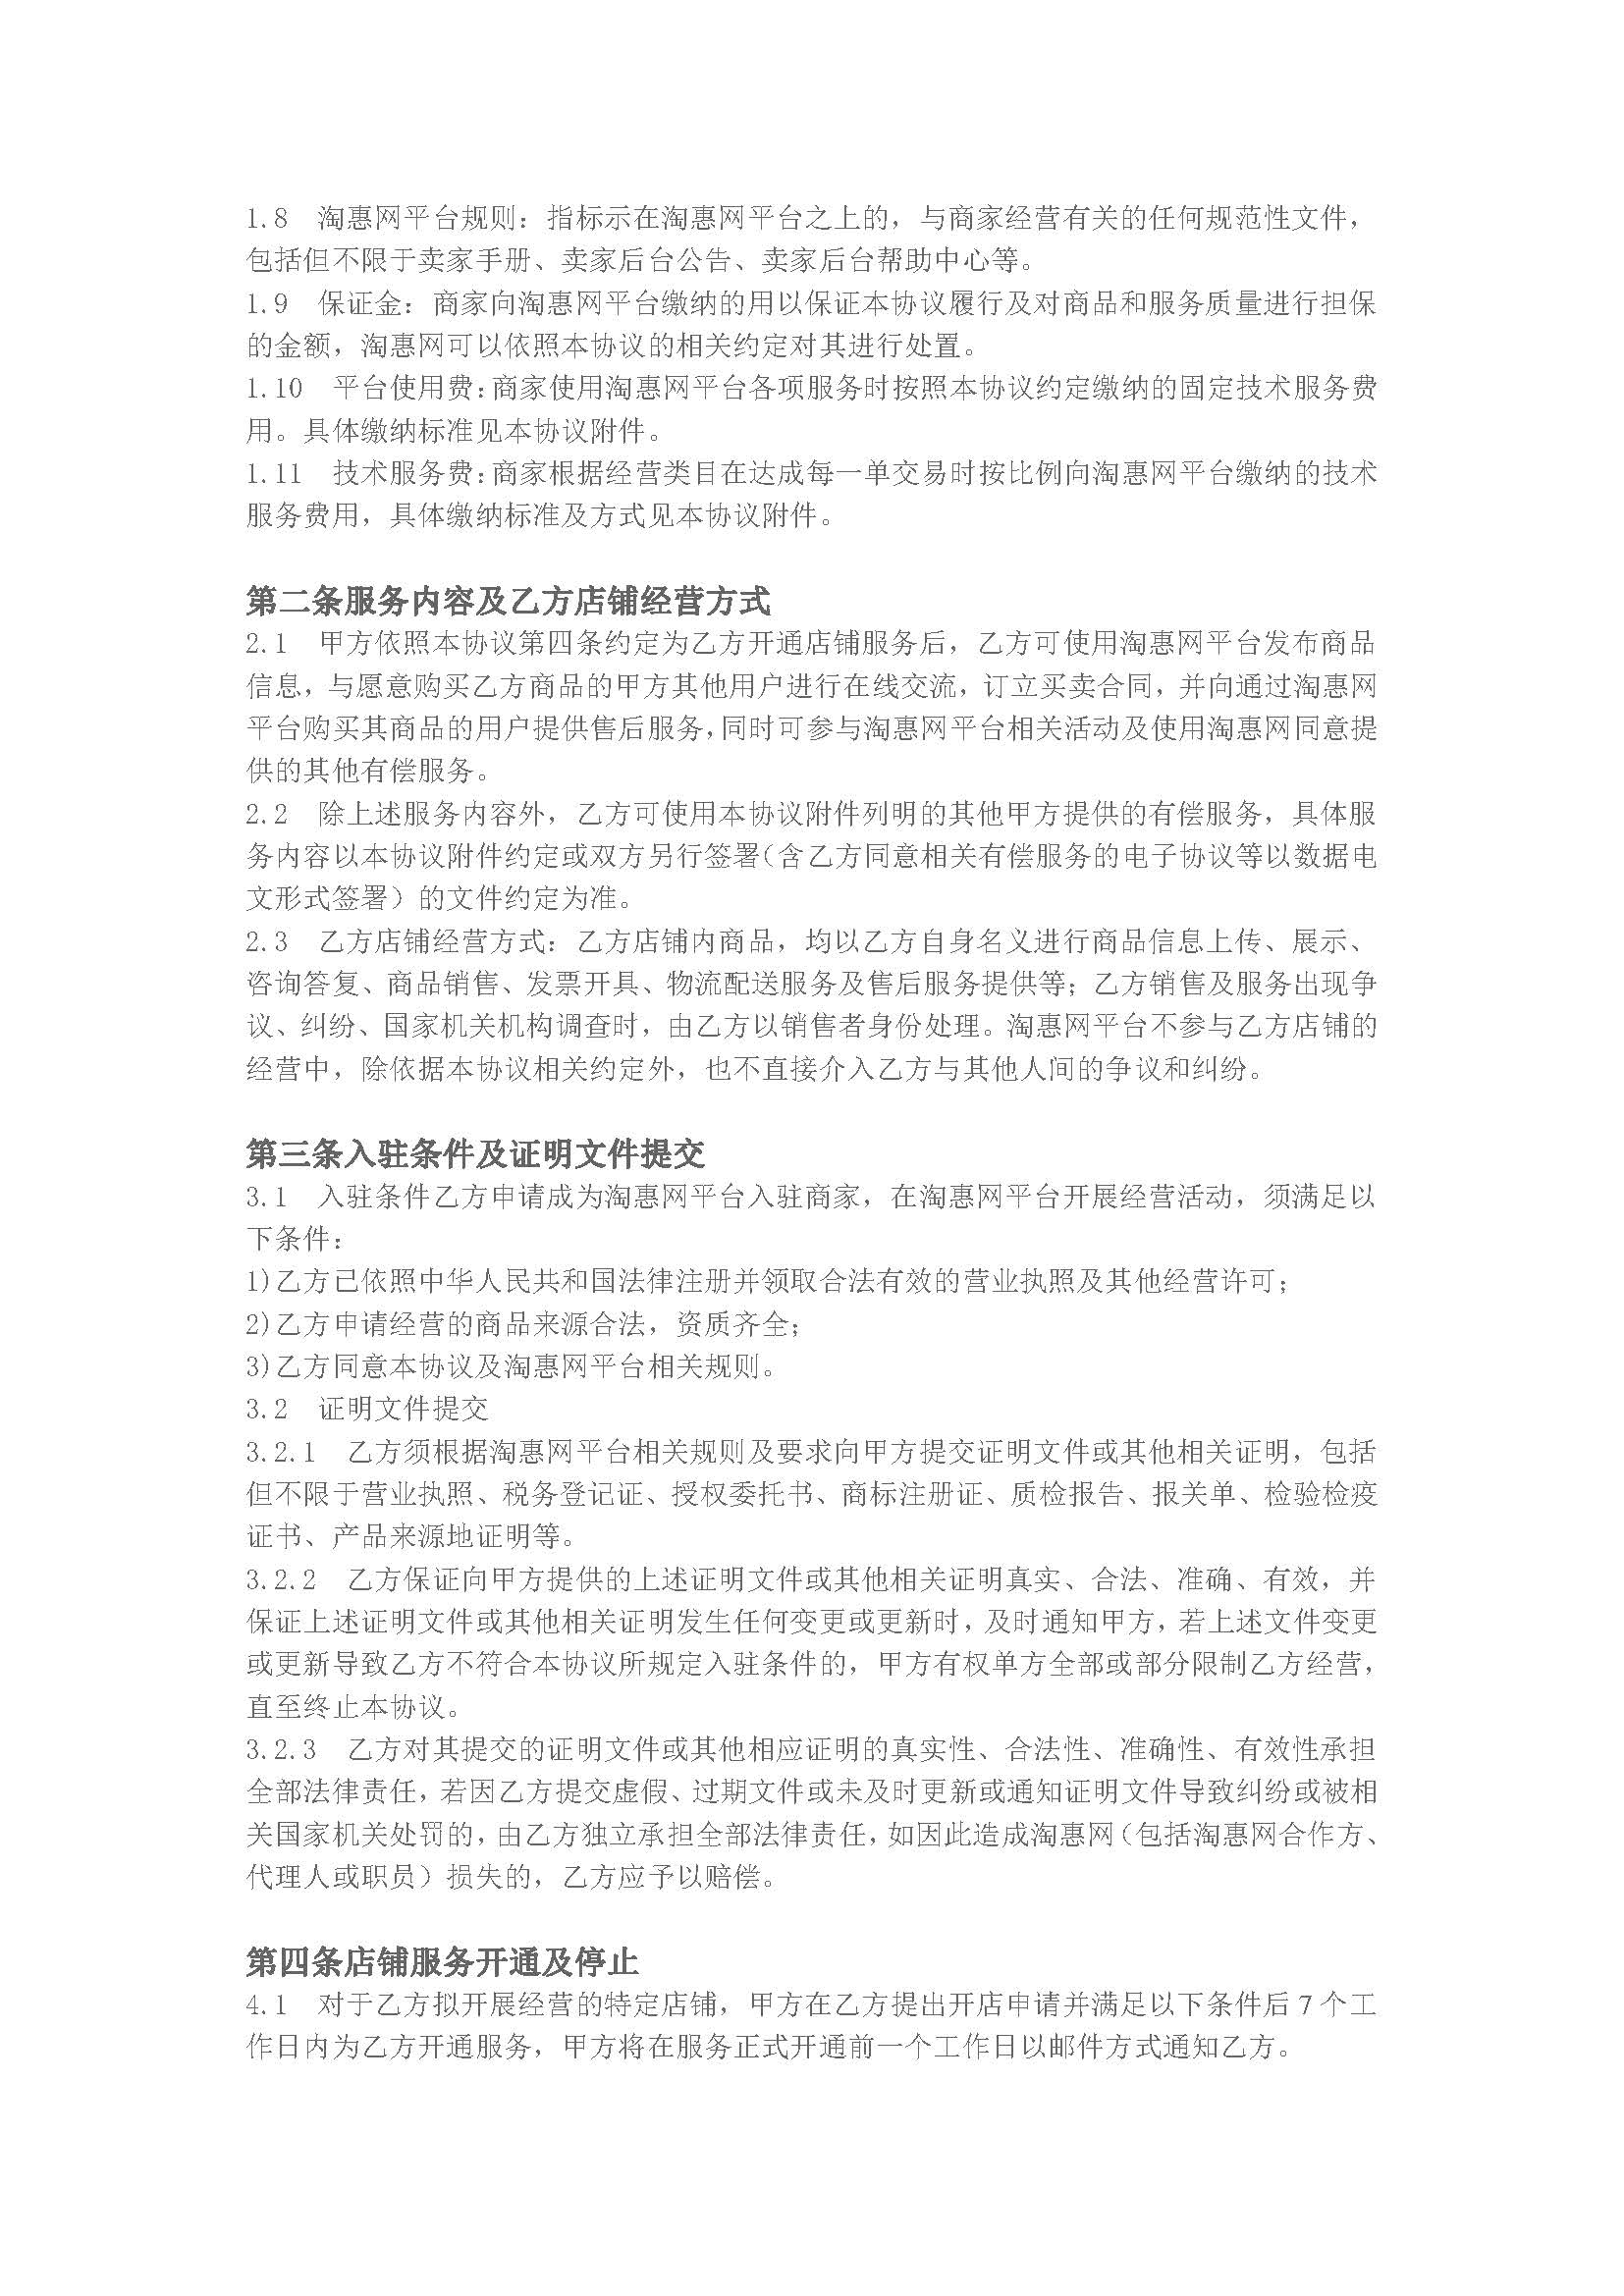 1.8　淘惠网平台规则：指标示在淘惠网平台之上的，与商家经营有关的任何规范性文件，
包括但不限于卖家手册、卖家后台公告、卖家后台帮助中心等。
1.9　保证金：商家向淘惠网平台缴纳的用以保证本协议履行及对商品和服务质量进行担保
的金额，淘惠网可以依照本协议的相关约定对其进行处置。
1.10　平台使用费：商家使用淘惠网平台各项服务时按照本协议约定缴纳的固定技术服务费
用。具体缴纳标准见本协议附件。
1.11　技术服务费：商家根据经营类目在达成每一单交易时按比例向淘惠网平台缴纳的技术
服务费用，具体缴纳标准及方式见本协议附件。
第二条服务内容及乙方店铺经营方式
2.1　甲方依照本协议第四条约定为乙方开通店铺服务后，乙方可使用淘惠网平台发布商品
信息，与愿意购买乙方商品的甲方其他用户进行在线交流，订立买卖合同，并向通过淘惠网
平台购买其商品的用户提供售后服务，同时可参与淘惠网平台相关活动及使用淘惠网同意提
供的其他有偿服务。
2.2　除上述服务内容外，乙方可使用本协议附件列明的其他甲方提供的有偿服务，具体服
务内容以本协议附件约定或双方另行签署（含乙方同意相关有偿服务的电子协议等以数据电
文形式签署）的文件约定为准。
2.3　乙方店铺经营方式：乙方店铺内商品，均以乙方自身名义进行商品信息上传、展示、
咨询答复、商品销售、发票开具、物流配送服务及售后服务提供等；乙方销售及服务出现争
议、纠纷、国家机关机构调查时，由乙方以销售者身份处理。淘惠网平台不参与乙方店铺的
经营中，除依据本协议相关约定外，也不直接介入乙方与其他人间的争议和纠纷。
第三条入驻条件及证明文件提交
3.1　入驻条件乙方申请成为淘惠网平台入驻商家，在淘惠网平台开展经营活动，须满足以
下条件：
1)乙方已依照中华人民共和国法律注册并领取合法有效的营业执照及其他经营许可；
2)乙方申请经营的商品来源合法，资质齐全；
3)乙方同意本协议及淘惠网平台相关规则。
3.2　证明文件提交
3.2.1　乙方须根据淘惠网平台相关规则及要求向甲方提交证明文件或其他相关证明，包括
但不限于营业执照、税务登记证、授权委托书、商标注册证、质检报告、报关单、检验检疫
证书、产品来源地证明等。
3.2.2　乙方保证向甲方提供的上述证明文件或其他相关证明真实、合法、准确、有效，并
保证上述证明文件或其他相关证明发生任何变更或更新时，及时通知甲方，若上述文件变更
或更新导致乙方不符合本协议所规定入驻条件的，甲方有权单方全部或部分限制乙方经营，
直至终止本协议。
3.2.3　乙方对其提交的证明文件或其他相应证明的真实性、合法性、准确性、有效性承担
全部法律责任，若因乙方提交虚假、过期文件或未及时更新或通知证明文件导致纠纷或被相
关国家机关处罚的，由乙方独立承担全部法律责任，如因此造成淘惠网（包括淘惠网合作方、
代理人或职员）损失的，乙方应予以赔偿。
第四条店铺服务开通及停止
4.1　对于乙方拟开展经营的特定店铺，甲方在乙方提出开店申请并满足以下条件后 7 个工
作日内为乙方开通服务，甲方将在服务正式开通前一个工作日以邮件方式通知乙方。